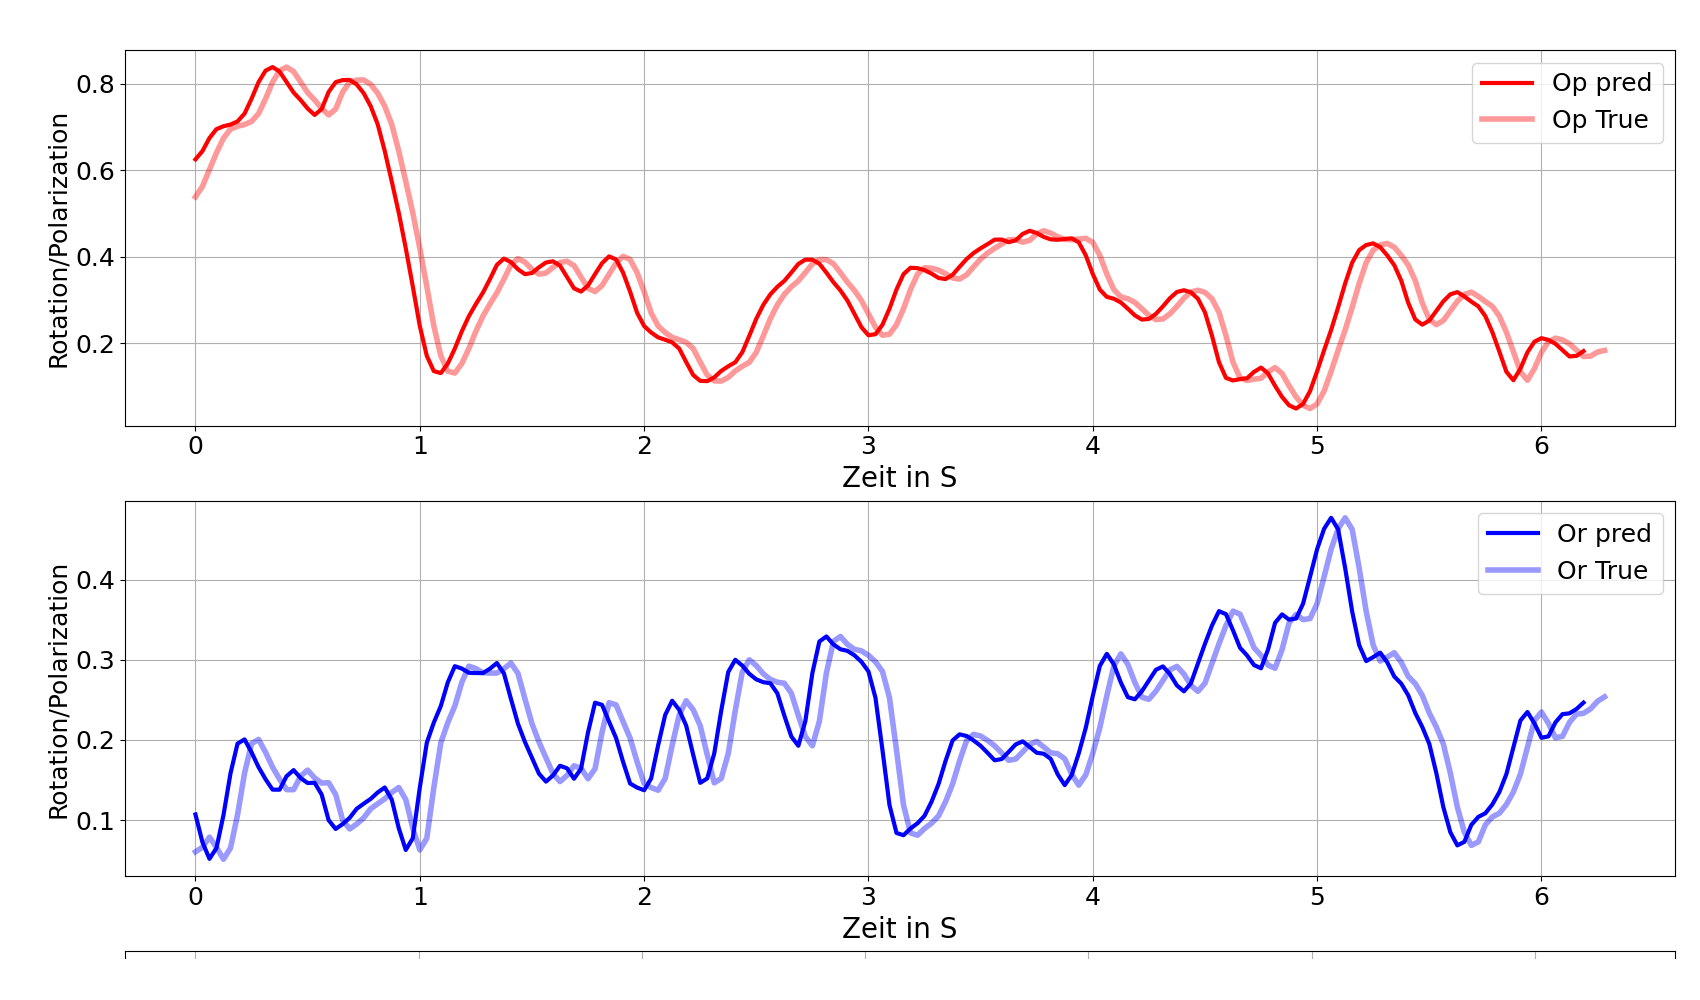 Rotation/Polarization
0.8
0.6
0.4
0.2
Op pred
Op True
0 1 2 3 4 5 6
Zeit in S
Rotation/Polarization
0.4
0.3
0.2
0.1
Or pred
Or True
0 1 2 3 4 5 6
Zeit in S